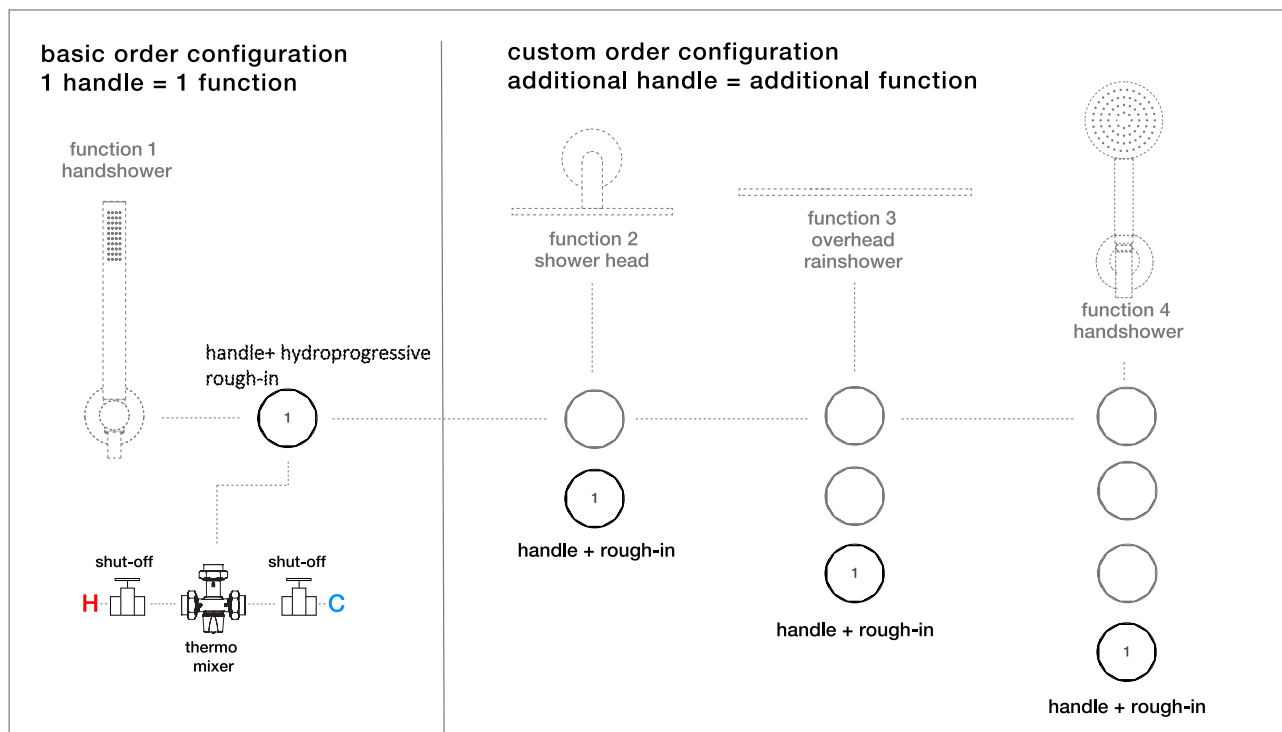 basic order configuration
1 handle = 1 function
function 1
handshower
handle+ hydroprogressive
rough-in
1
shut-off
shut-off
H
C
thermo
mixer
custom order configuration
additional handle = additional function
function 2
shower head
function 3
overhead
rainshower
function 4
handshower
1
handle + rough-in
1
handle + rough-in
1
handle + rough-in